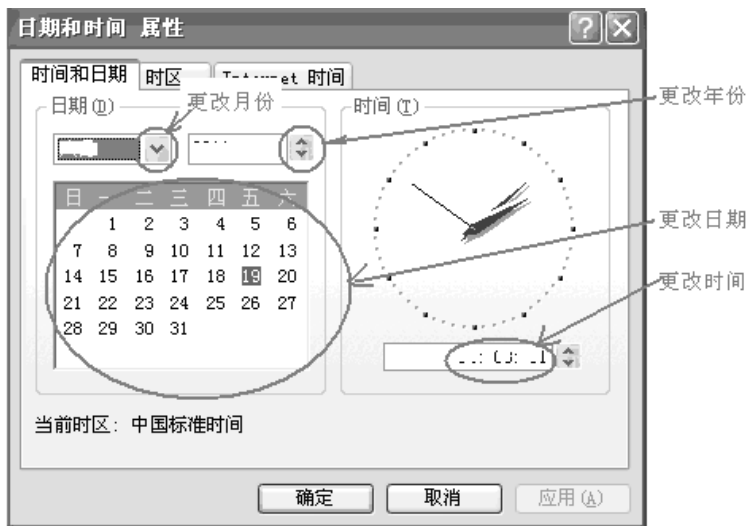 日期和时间 属性
时间和日期 时区 Internet 时间
日期(D) 更改月份 时间(T) 更改年份
日 一 二 三 四 五 六
1 2 3 4 5 6
7 8 9 10 11 12 13
14 15 16 17 18 19 20
更改日期
21 22 23 24 25 26 27
更改时间
28 29 30 31
当前时区: 中国标准时间
确定 取消 应用(A)